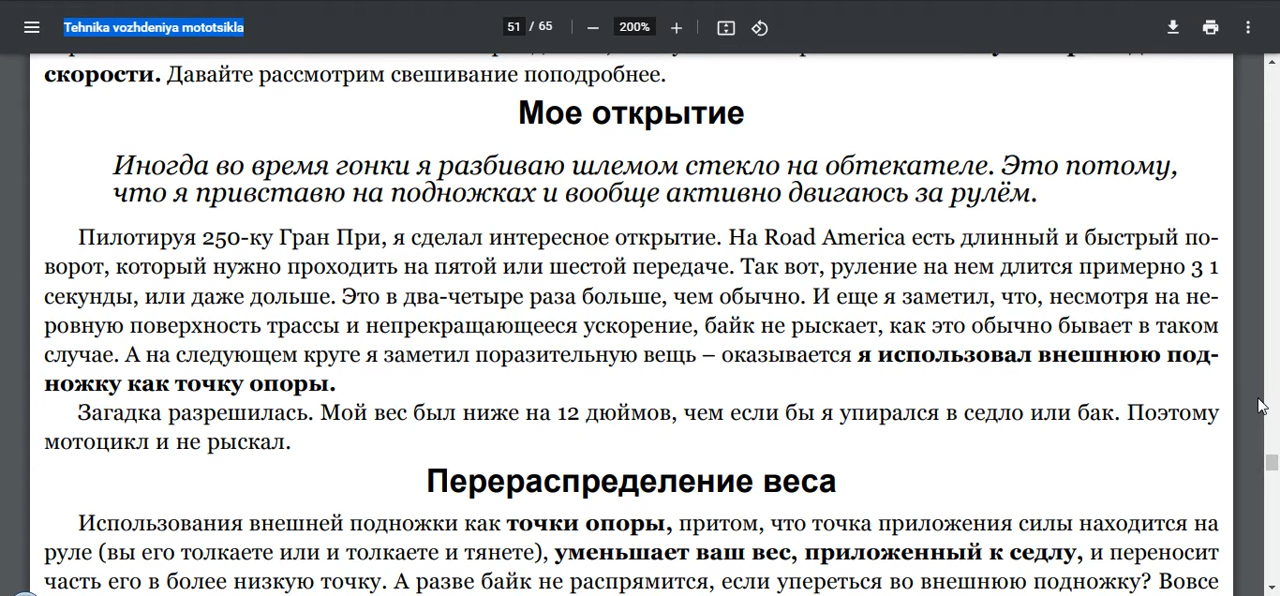 Tehnika vozhdeniya mototsikla
51 / 65
200%
скорости. Давайте рассмотрим свешивание поподробнее.
Мое открытие
Иногда во время гонки я разбиваю шлемом стекло на обтекателе. Это потому,
что я привставю на подножках и вообще активно двигаюсь за рулём.
Пилотируя 250-ку Гран При, я сделал интересное открытие. На Road America есть длинный и быстрый по-
ворот, который нужно проходить на пятой или шестой передаче. Так вот, руление на нем длится примерно 3 1
секунды, или даже дольше. Это в два-четыре раза больше, чем обычно. И еще я заметил, что, несмотря на не-
ровную поверхность трассы и непрекращающееся ускорение, байк не рыскает, как это обычно бывает в таком
случае. А на следующем круге я заметил поразительную вещь – оказывается я использовал внешнюю под-
ножку как точку опоры.
Загадка разрешилась. Мой вес был ниже на 12 дюймов, чем если бы я упирался в седло или бак. Поэтому
мотоцикл и не рыскал.
Перераспределение веса
Использования внешней подножки как точки опоры, притом, что точка приложения силы находится на
руле (вы его толкаете или и толкаете и тянете), уменьшает ваш вес, приложенный к седлу, и переносит
часть его в более низкую точку. А разве байк не распрямится, если упереться во внешнюю подножку? Вовсе